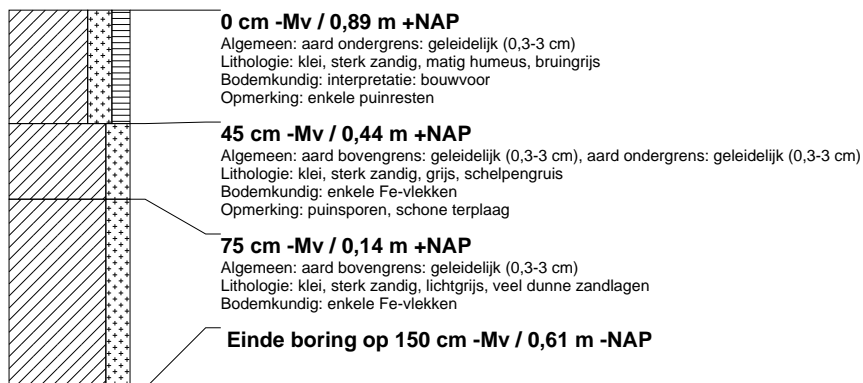 0 cm -Mv / 0,89 m +NAP
Algemeen: aard ondergrens: geleidelijk (0,3-3 cm)
Lithologie: klei, sterk zandig, matig humeus, bruingrijs
Bodemkundig: interpretatie: bouwvoor
Opmerking: enkele puinresten
45 cm -Mv / 0,44 m +NAP
Algemeen: aard bovengrens: geleidelijk (0,3-3 cm), aard ondergrens: geleidelijk (0,3-3 cm)
Lithologie: klei, sterk zandig, grijs, schelpengruis
Bodemkundig: enkele Fe-vlekken
Opmerking: puinsporen, schone terplaag
75 cm -Mv / 0,14 m +NAP
Algemeen: aard bovengrens: geleidelijk (0,3-3 cm)
Lithologie: klei, sterk zandig, lichtgrijs, veel dunne zandlagen
Bodemkundig: enkele Fe-vlekken
Einde boring op 150 cm -Mv / 0,61 m -NAP